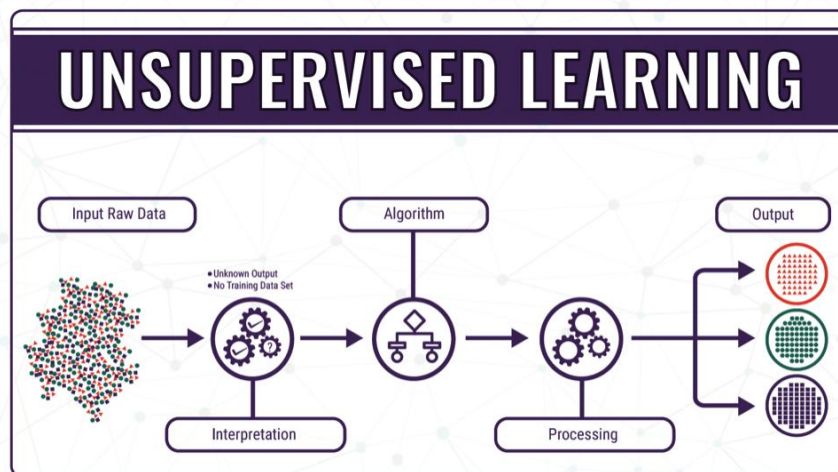 UNSUPERVISED LEARNING
Input Raw Data
Algorithm
Output
• Unknown Output
• No Training Data Set
?
Interpretation
Processing